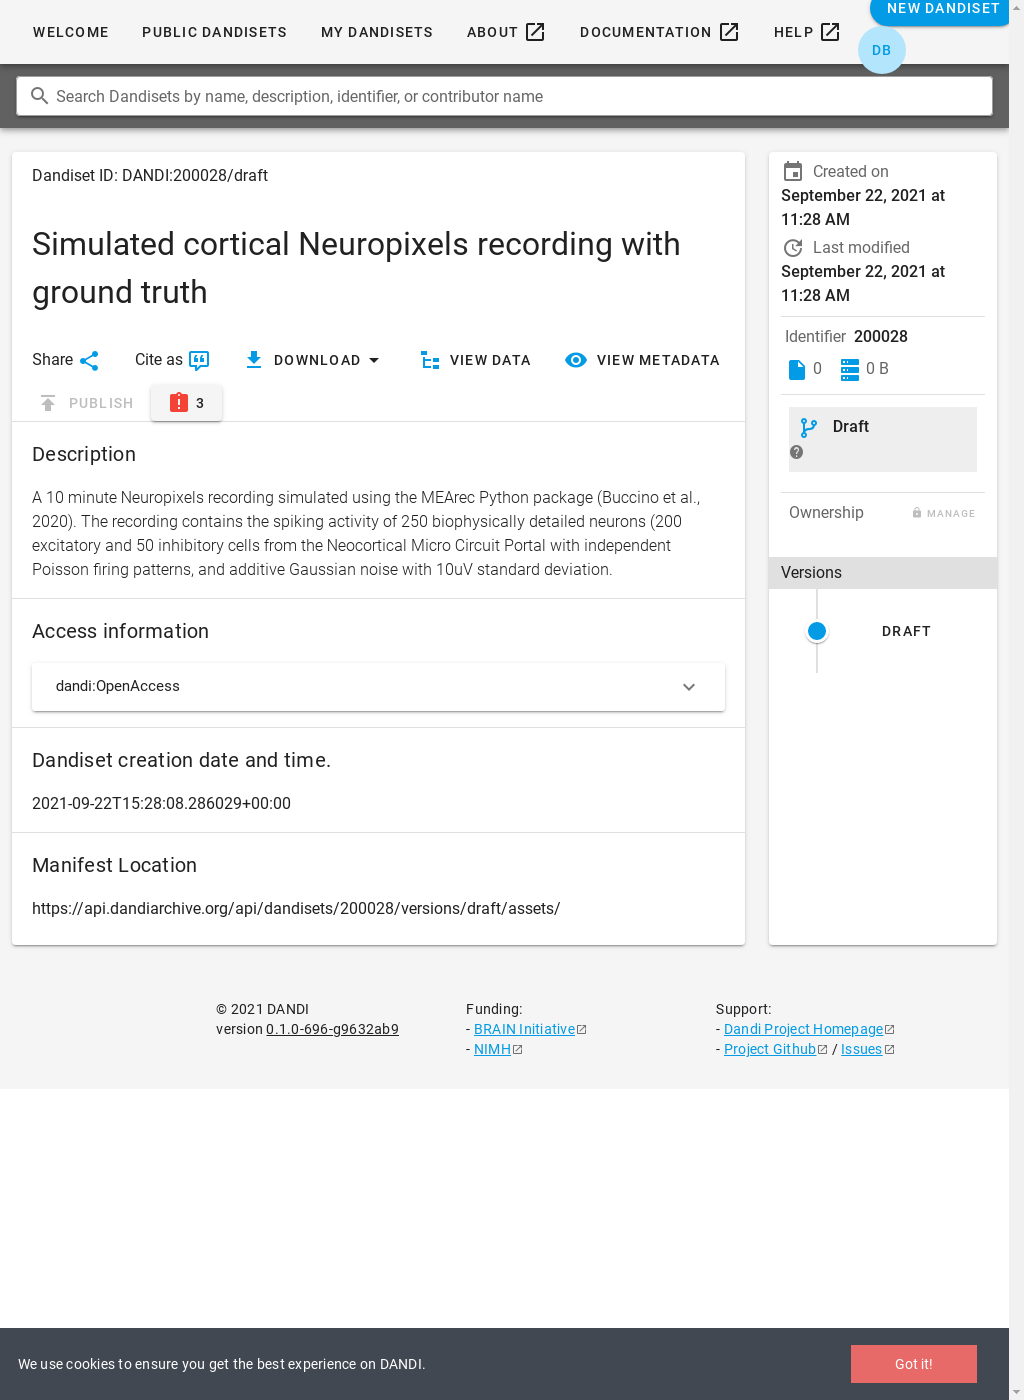 WELCOME PUBLIC DANDISETS MY DANDISETS ABOUT DOCUMENTATION HELP NEW DANDISET
DB
Search Dandisets by name, description, identifier, or contributor name
Dandiset ID: DANDI:200028/draft
Simulated cortical Neuropixels recording with
ground truth
Share Cite as DOWNLOAD VIEW DATA VIEW METADATA
PUBLISH 3
Description
A 10 minute Neuropixels recording simulated using the MEArec Python package (Buccino et al.,
2020). The recording contains the spiking activity of 250 biophysically detailed neurons (200
excitatory and 50 inhibitory cells from the Neocortical Micro Circuit Portal with independent
Poisson firing patterns, and additive Gaussian noise with 10uV standard deviation.
Access information
dandi:OpenAccess
Dandiset creation date and time.
2021-09-22T15:28:08.286029+00:00
Manifest Location
https://api.dandiarchive.org/api/dandisets/200028/versions/draft/assets/
Created on
September 22, 2021 at
11:28 AM
Last modified
September 22, 2021 at
11:28 AM
Identifier 200028
0 0 B
Draft
Ownership MANAGE
Versions
DRAFT
© 2021 DANDI
version 0.1.0-696-g9632ab9
Funding:
- BRAIN Initiative
- NIMH
Support:
- Dandi Project Homepage
- Project Github / Issues
We use cookies to ensure you get the best experience on DANDI.
Got it!